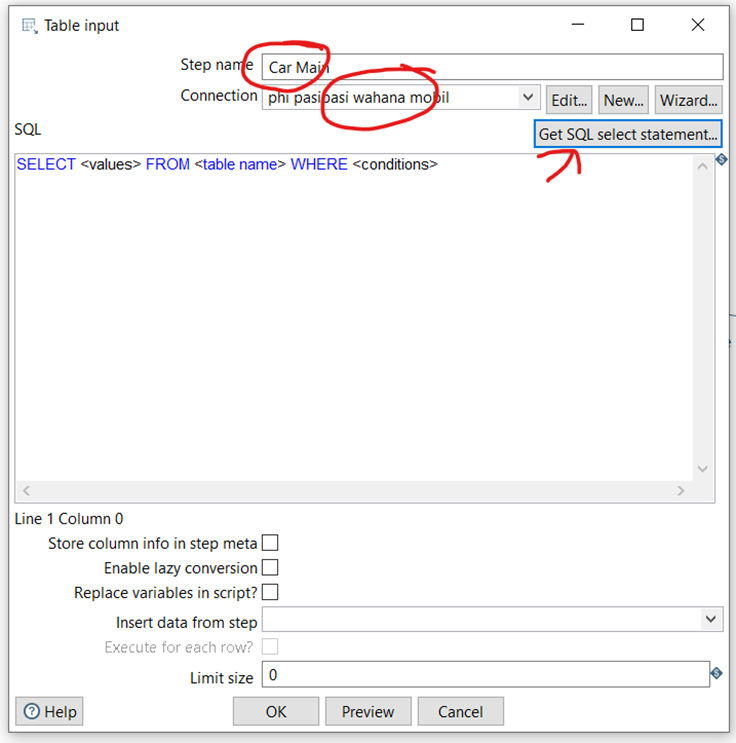 Table input
Step name Car Main
Connection phi pasipasi wahana mobil Edit... New... Wizard...
SQL Get SQL select statement...
SELECT <values> FROM <table name> WHERE <conditions>
Line 1 Column 0
Store column info in step meta
Enable lazy conversion
Replace variables in script?
Insert data from step
Execute for each row?
Limit size 0
Help OK Preview Cancel